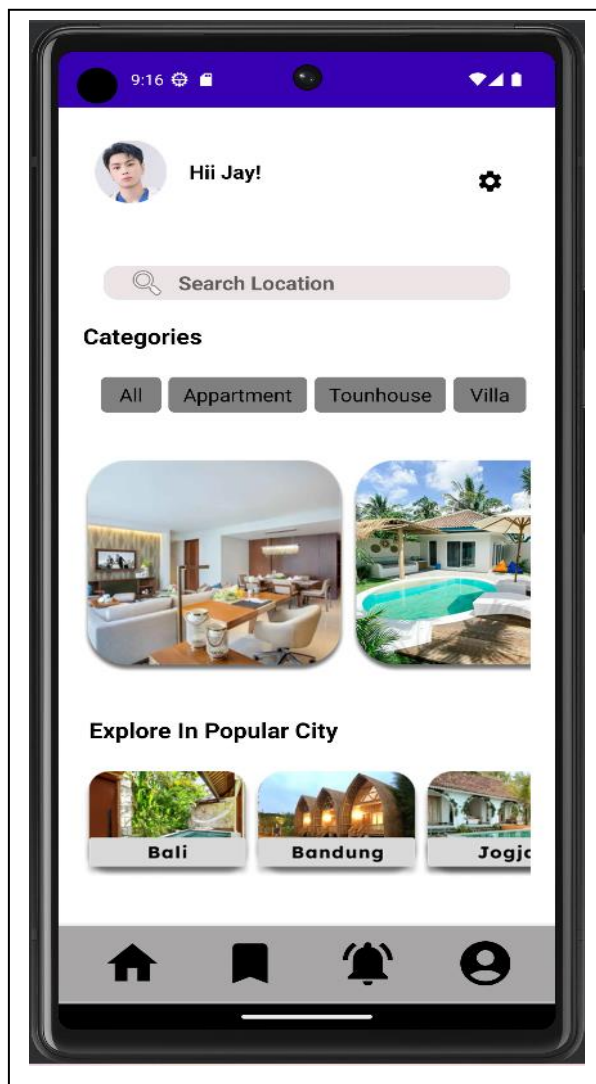 9:16
Hii Jay!
Search Location
Categories
All Appartment Tounhouse Villa
Explore In Popular City
Bali Bandung